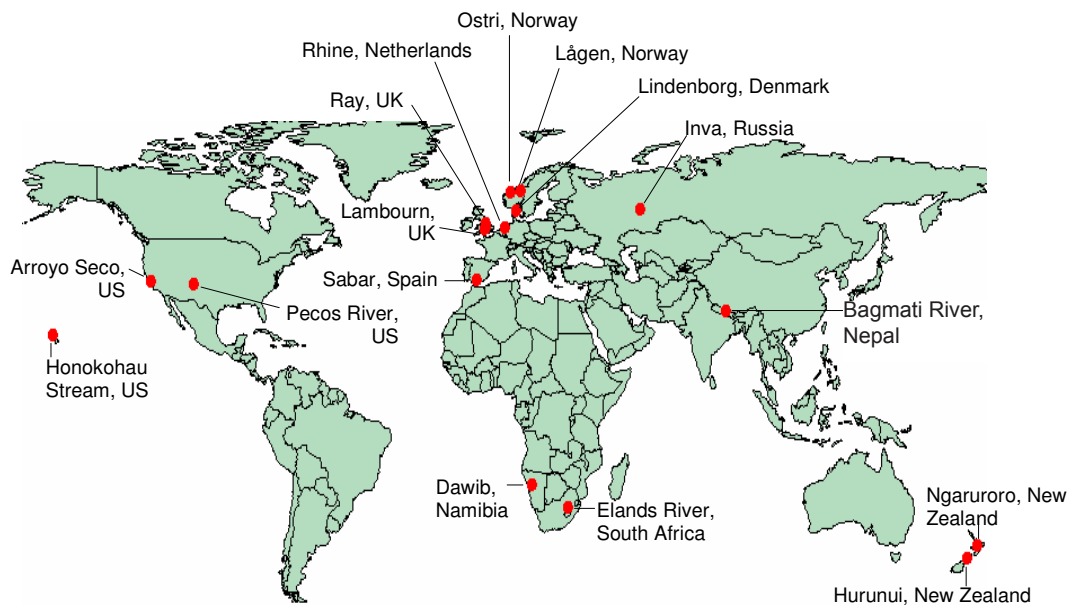 Ostri, Norway
Rhine, Netherlands
Lågen, Norway
Lindenborg, Denmark
Ray, UK
Inva, Russia
Lambourn,
UK
Arroyo Seco,
US
Sabar, Spain
Pecos River,
US
Bagmati River,
Nepal
Honokohau
Stream, US
Dawib,
Namibia
Elands River,
South Africa
Ngaruroro, New
Zealand
Hurunui, New Zealand